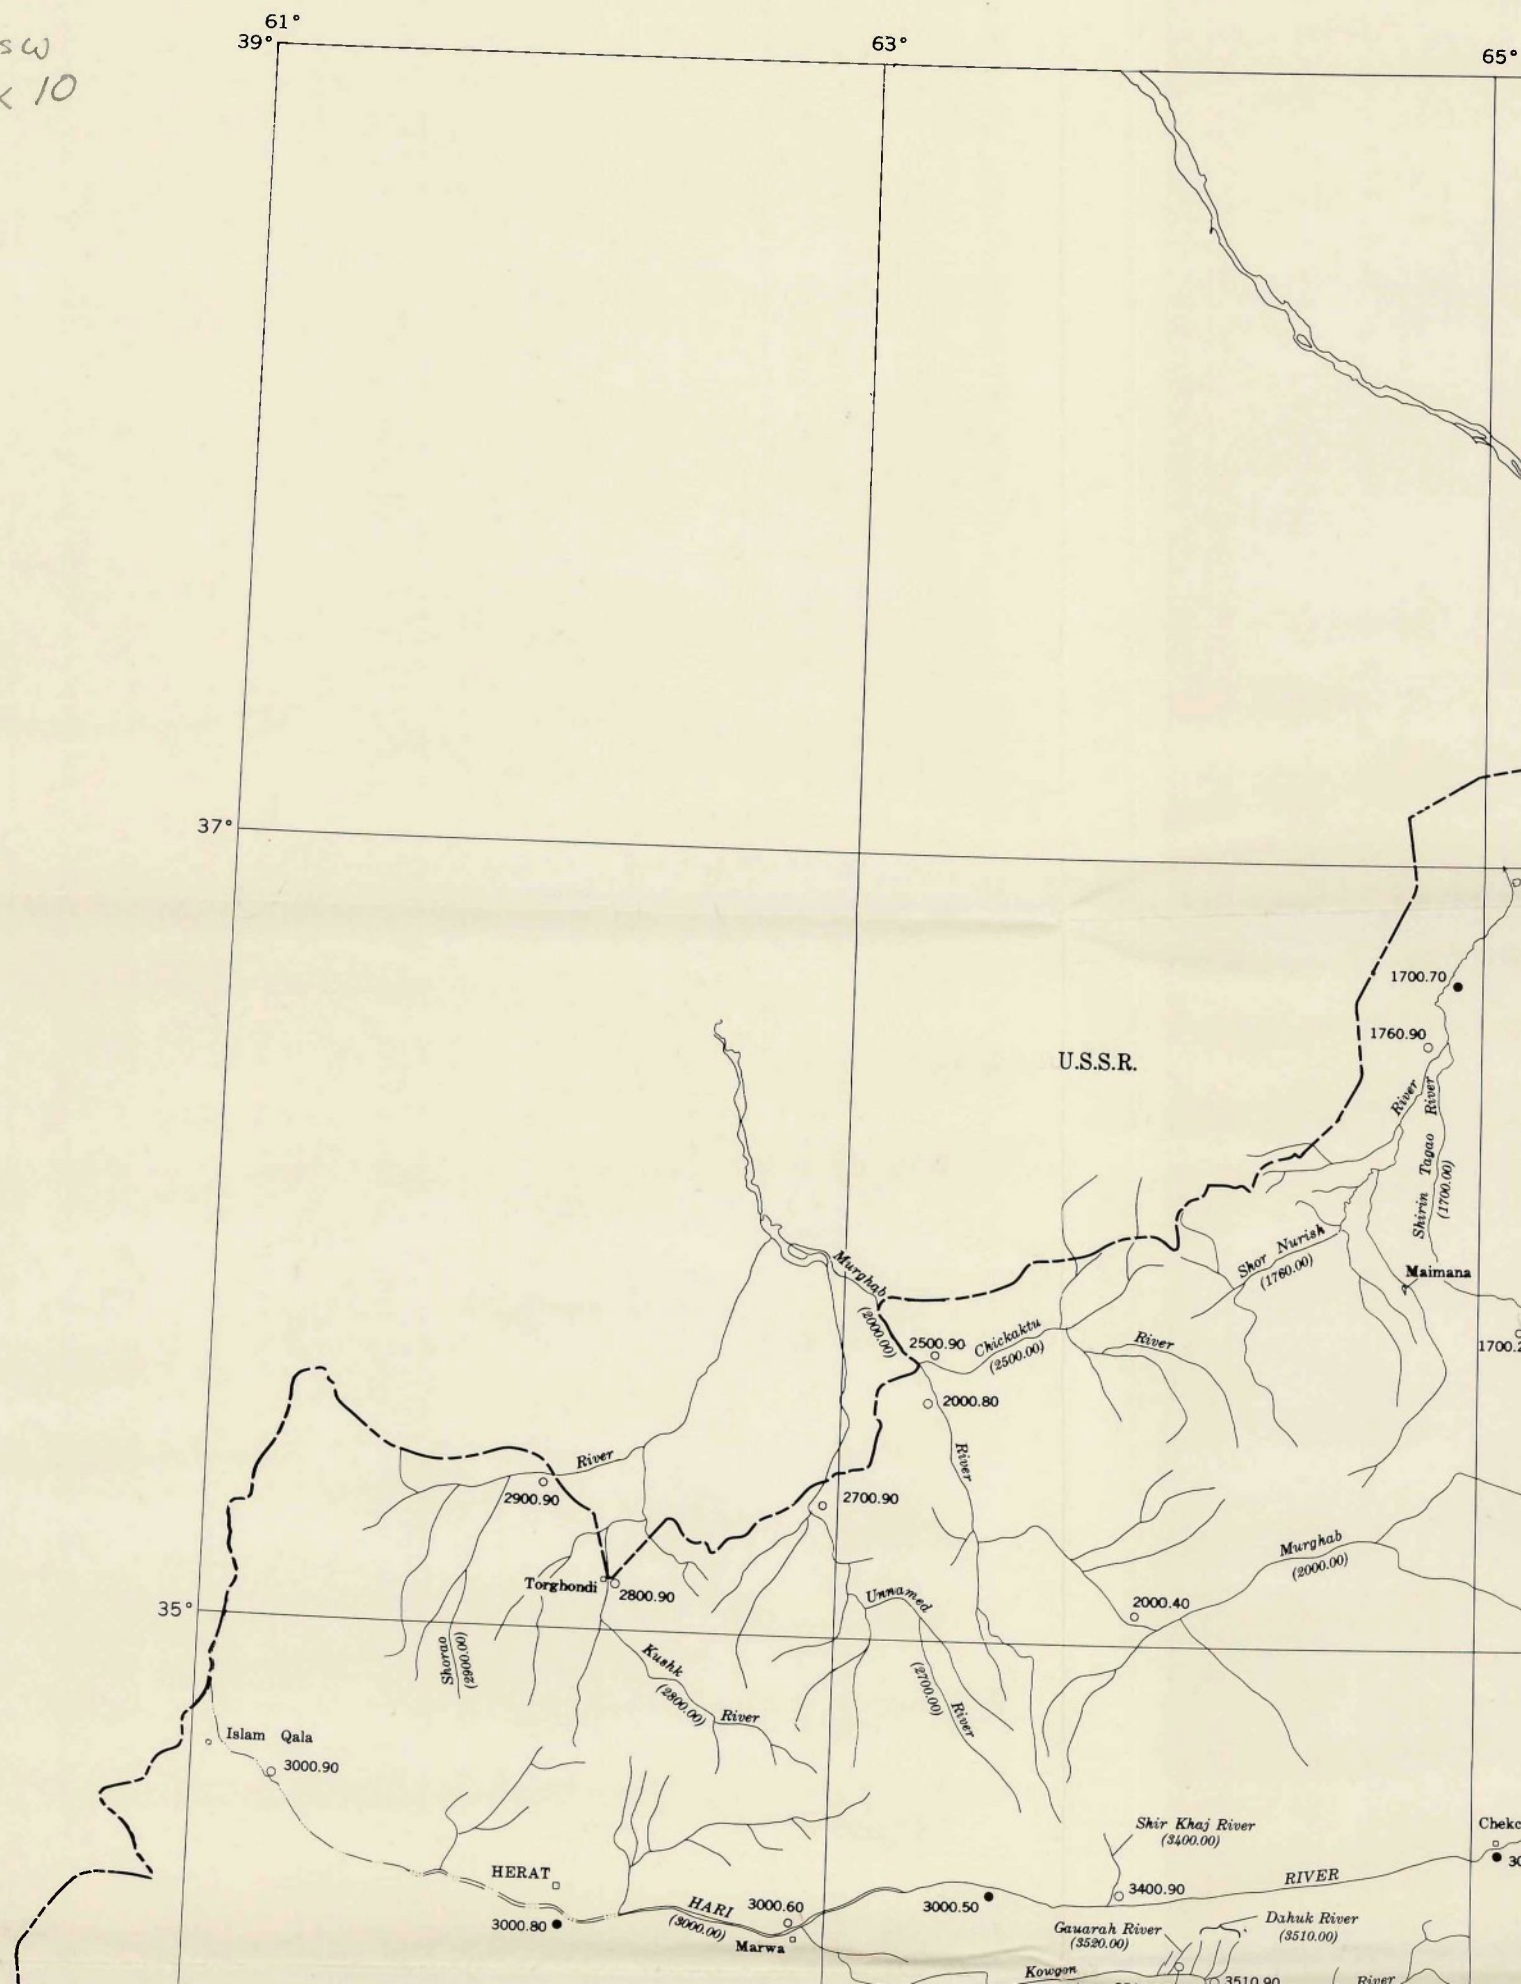 61°
39°
63°
65°
sw
x 10
37°
1700.70
1760.90
U.S.S.R.
River
Shirin Tagao River
(1700.00)
Shor Nurish
(1760.00)
Maimana
Murghab
(2000.00)
2500.90
Chickaktu
(2500.00)
River
1700.2
2000.80
River
River
2900.90
2700.90
Murghab
(2000.00)
Torghondi
2800.90
Unnamed
2000.40
35°
Shorao
(2900.00)
Kushk
(2800.00)
River
(2700.00)
River
Islam Qala
3000.90
Shir Khaj River
(3400.00)
Chekc
30
HERAT
3400.90
RIVER
HARI
(3000.00)
3000.60
3000.50
3000.80
Marwa
Gauarah River
(3520.00)
Dahuk River
(3510.00)
Kowgon
3510.90
River